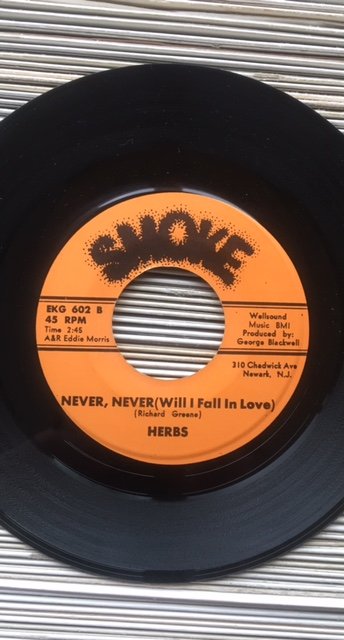 SMOKE
EKG 602 B
45 RPM
Time 2:45
A&R Eddie Morris
Wellsound
Music BMI
Produced by:
George Blackwell
310 Chadwick Ave
Newark, N.J.
NEVER, NEVER(Will I Fall In Love)
(Richard Greene)
HERBS